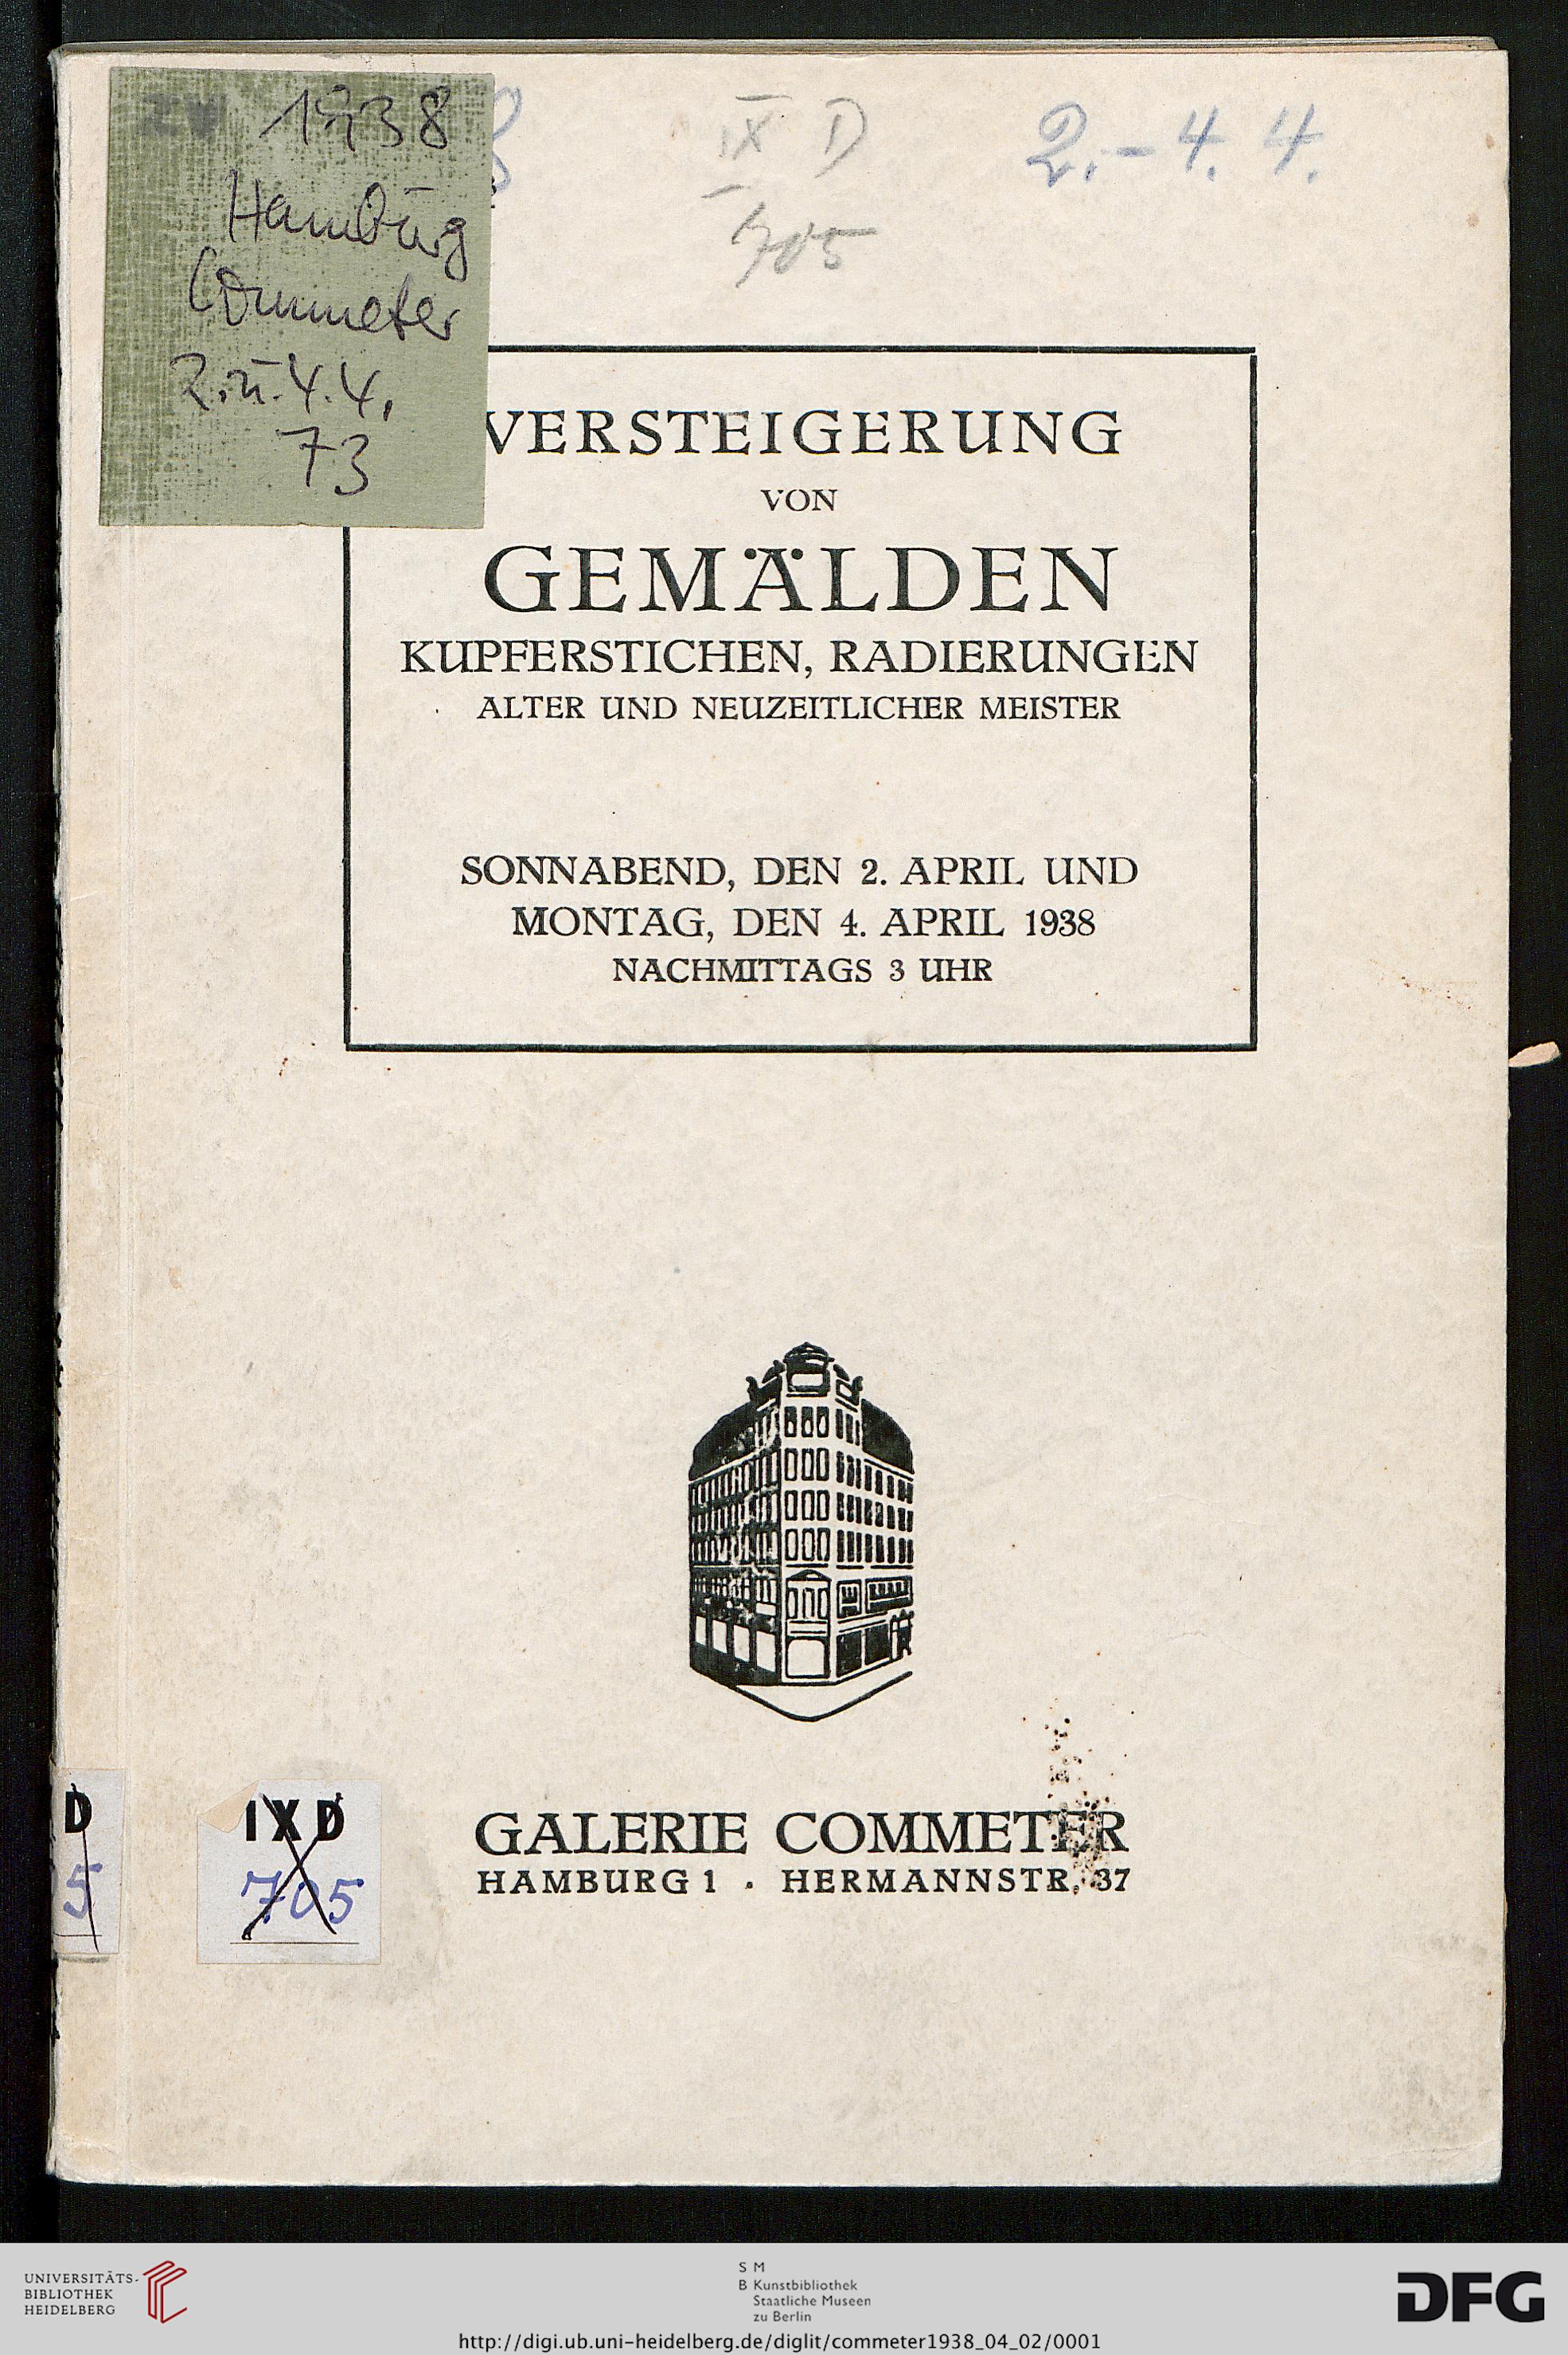 1938
Hamburg
Commeter
2.u.4.4.
73
8
IX D
705
2.-4. 4.
VERSTEIGERUNG
VON
GEMÄLDEN
KUPFERSTICHEN, RADIERUNGEN
ALTER UND NEUZEITLICHER MEISTER
SONNABEND, DEN 2. APRIL UND
MONTAG, DEN 4. APRIL 1938
NACHMITTAGS 3 UHR
D
5
IXD
705
GALERIE COMMETER
HAMBURG 1 · HERMANNSTR. 37
UNIVERSITÄTS-
BIBLIOTHEK
HEIDELBERG
S M
B Kunstbibliothek
Staatliche Museen
zu Berlin
DFG
http://digi.ub.uni-heidelberg.de/diglit/commeter1938_04_02/0001